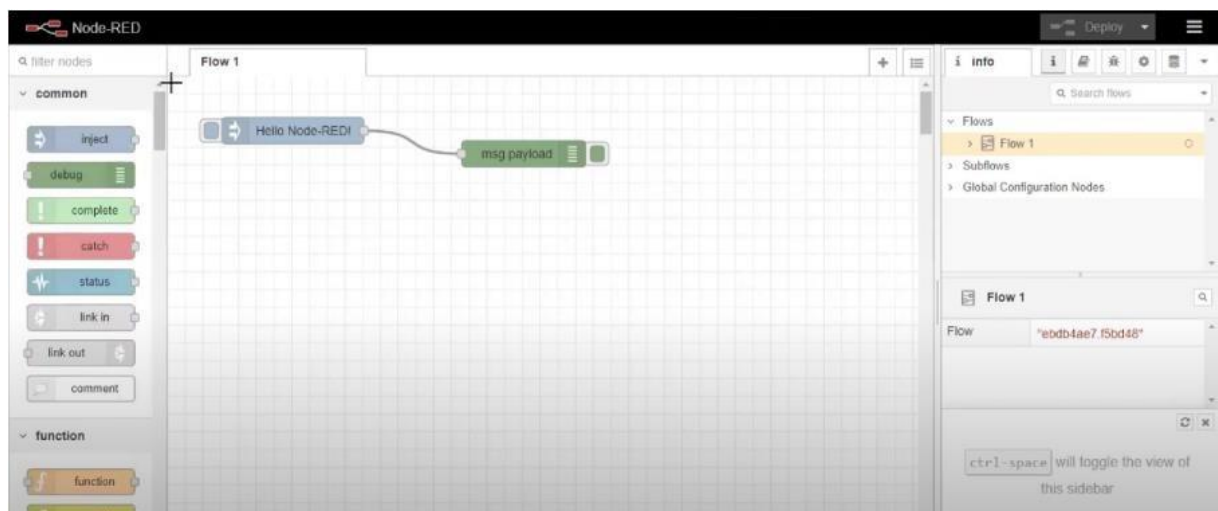 Node-RED
Deploy
filter nodes
Flow 1
i info
Search flows
common
inject
debug
complete
catch
status
link in
link out
comment
function
function
Hello Node-RED!
msg payload
Flows
Flow 1
Subflows
Global Configuration Nodes
Flow 1
Flow "ebdb4ae7.f5bd48"
ctrl-space will toggle the view of
this sidebar